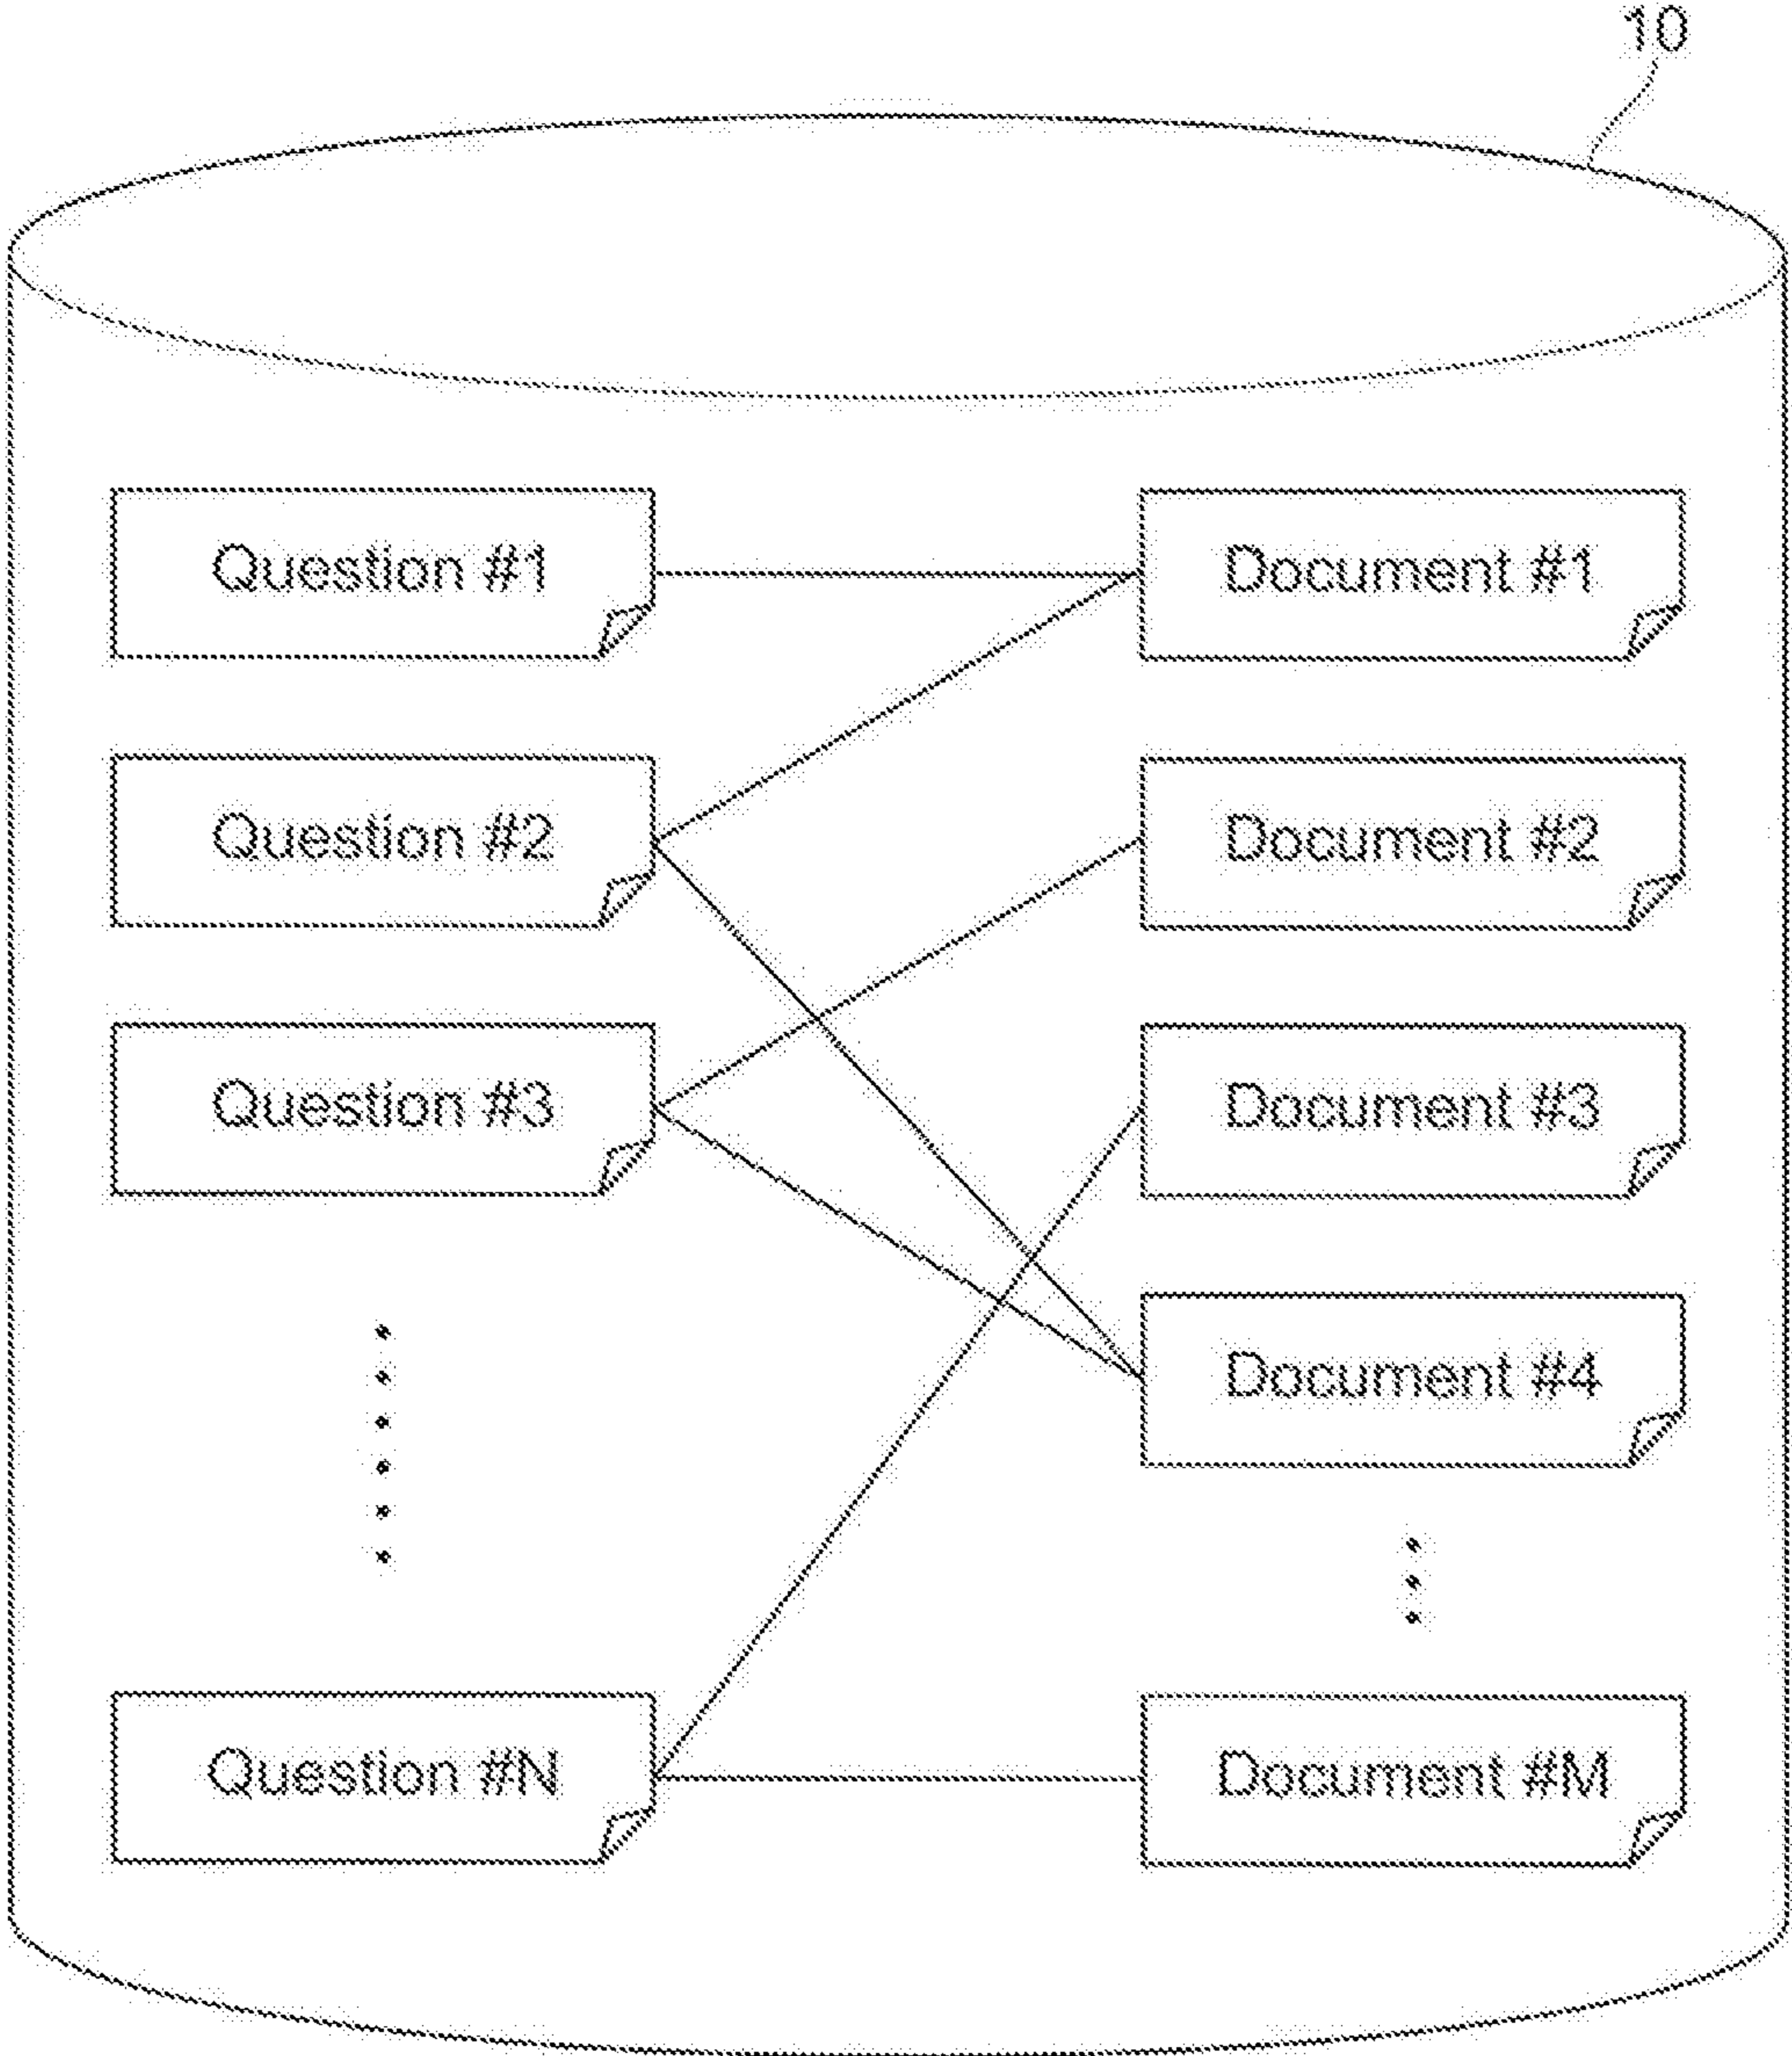 10
Question #1
Document #1
Question #2
Document #2
Question #3
Document #3
Document #4
Question #N
Document #M